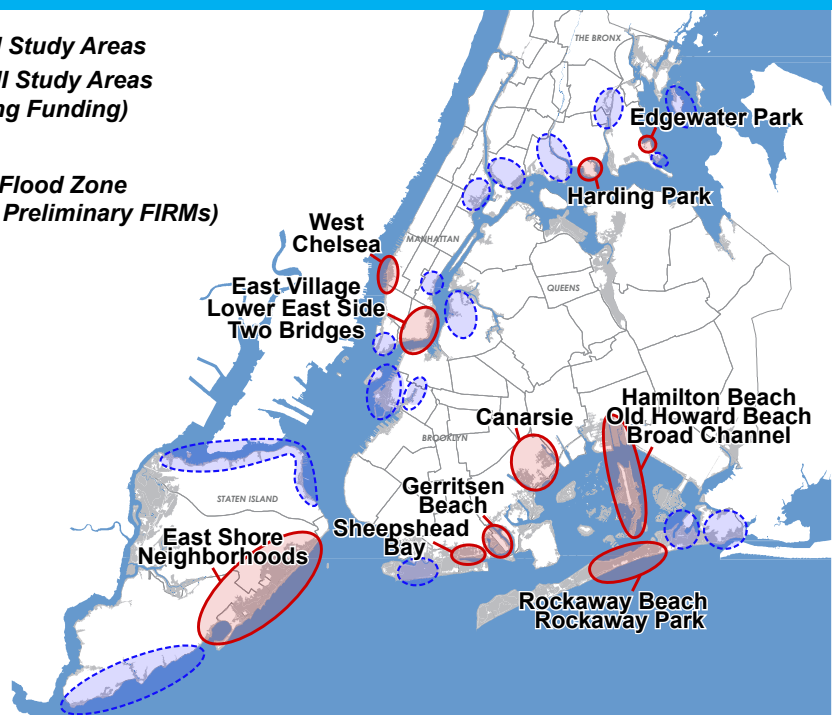 Study Areas
Study Areas
Funding)
Flood Zone
Preliminary FIRMs)
THE BRONX
Edgewater Park
Harding Park
West
Chelsea
MANHATTAN
East Village
Lower East Side
Two Bridges
QUEENS
Hamilton Beach
Old Howard Beach
Broad Channel
Canarsie
BROOKLYN
Gerritsen
Beach
Sheepshead
Bay
STATEN ISLAND
East Shore
Neighborhoods
Rockaway Beach
Rockaway Park